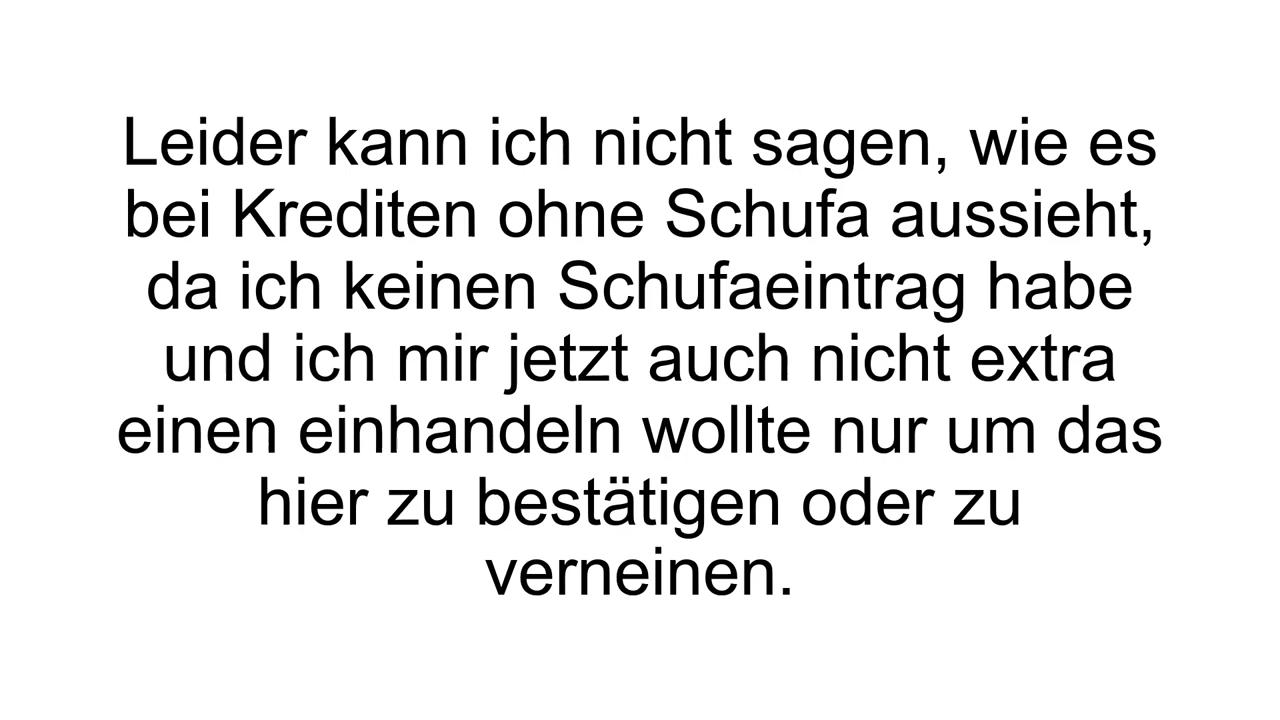 Leider kann ich nicht sagen, wie es
bei Krediten ohne Schufa aussieht,
da ich keinen Schufaeintrag habe
und ich mir jetzt auch nicht extra
einen einhandeln wollte nur um das
hier zu bestätigen oder zu
verneinen.